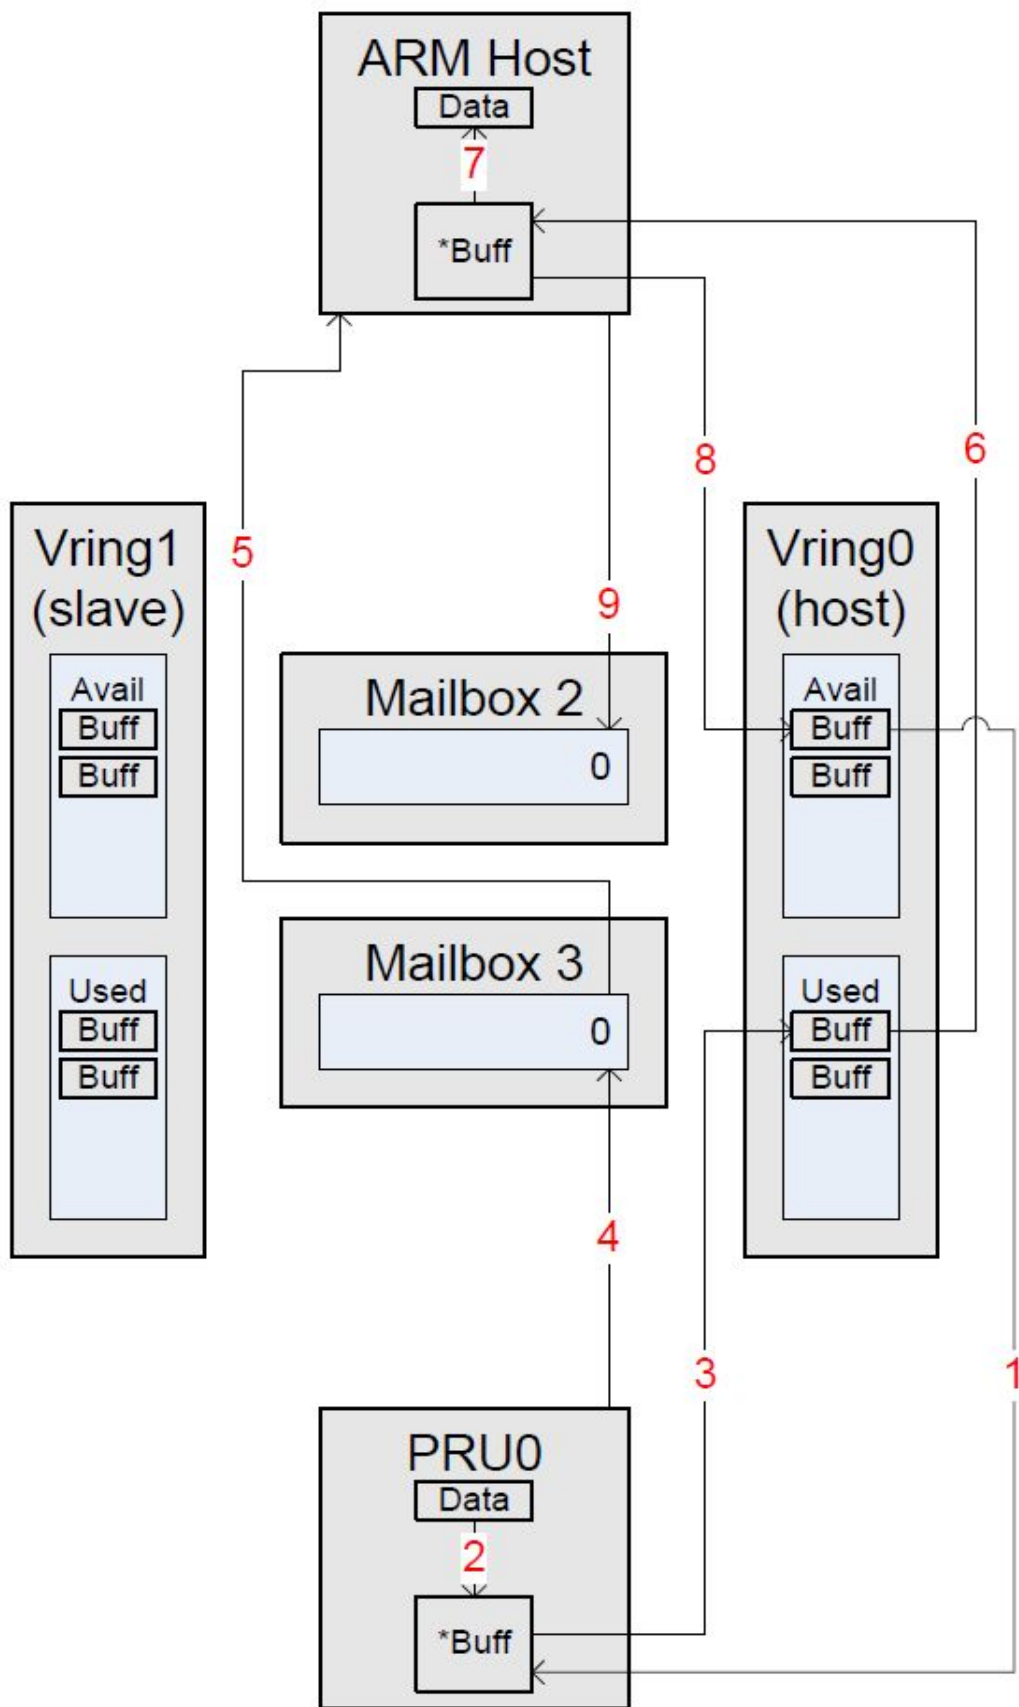 ARM Host
Data
7
*Buff
8
6
5
9
Vring1
(slave)
Avail
Buff
Buff
Used
Buff
Buff
Mailbox 2
0
Mailbox 3
0
Vring0
(host)
Avail
Buff
Buff
Used
Buff
Buff
4
3
1
PRU0
Data
2
*Buff